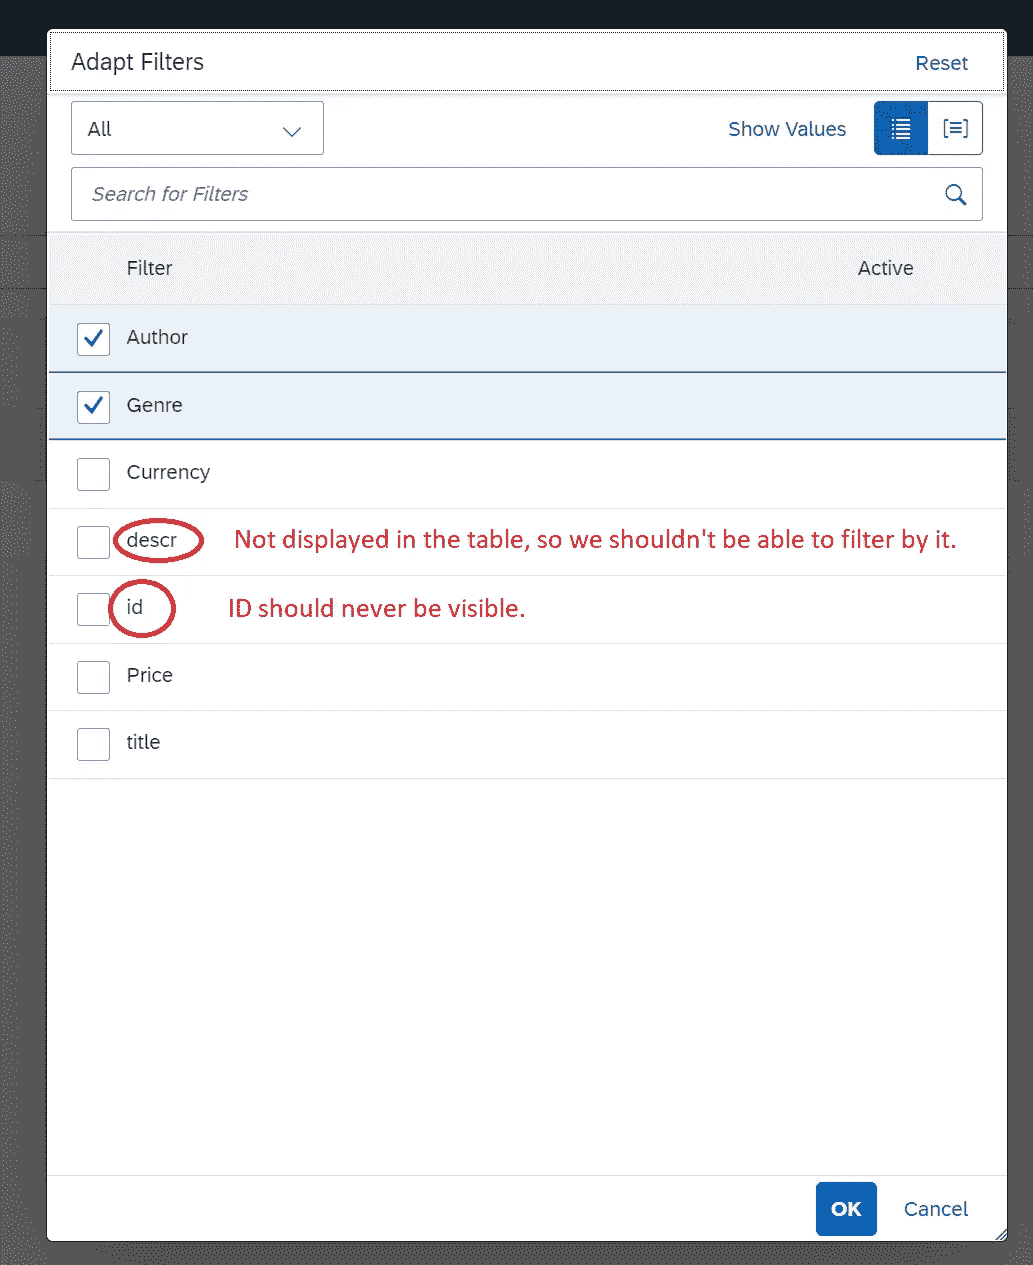 Adapt Filters
Reset
All
Show Values
Search for Filters
Filter
Active
Author
Genre
Currency
descr Not displayed in the table, so we shouldn't be able to filter by it.
id ID should never be visible.
Price
title
OK
Cancel